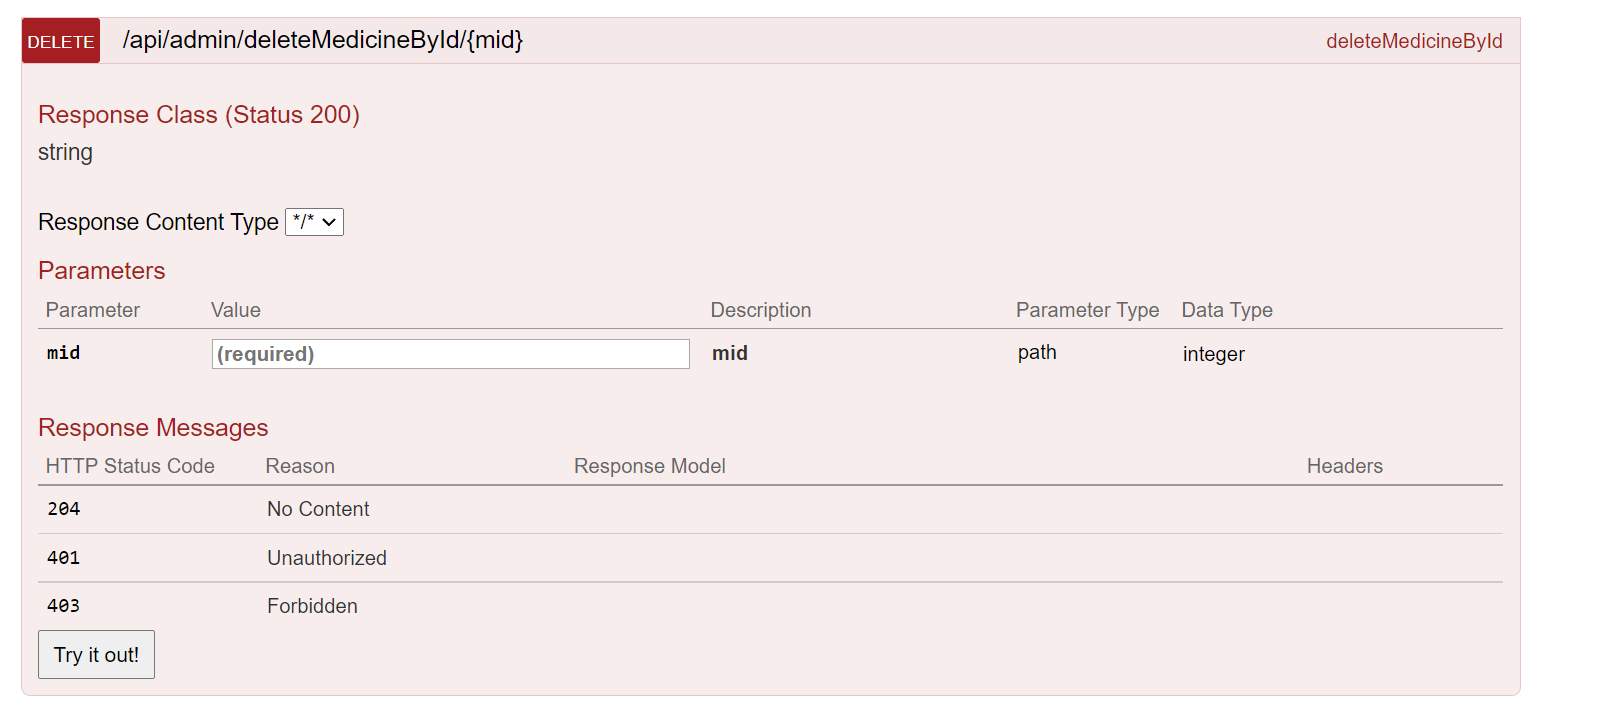 DELETE /api/admin/deleteMedicineById/{mid} deleteMedicineById
Response Class (Status 200)
string
Response Content Type */*
Parameters
Parameter Value Description Parameter Type Data Type
mid (required) mid path integer
Response Messages
HTTP Status Code Reason Response Model Headers
204 No Content
401 Unauthorized
403 Forbidden
Try it out!